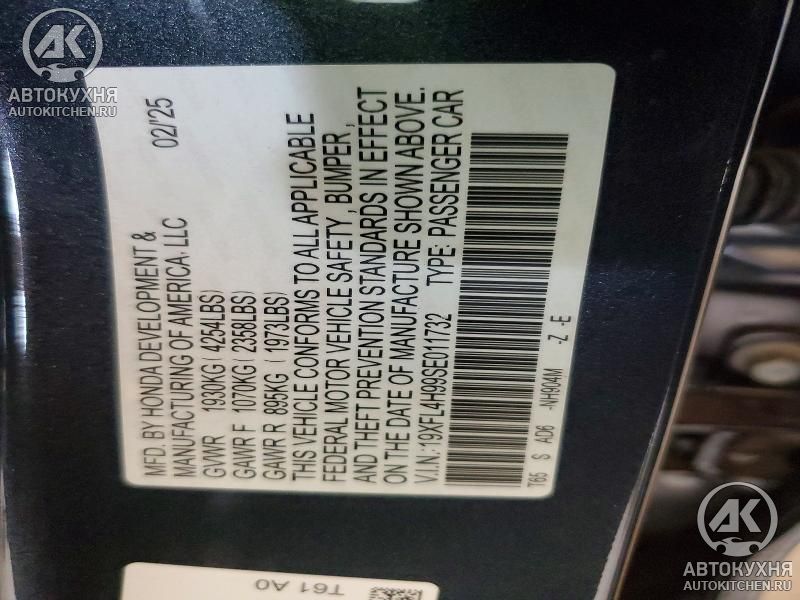 AK
АВТОКУХНЯ
AUTOKITCHEN.RU
MFD. BY HONDA DEVELOPMENT & 02/'25
MANUFACTURING OF AMERICA, LLC
GVWR 1930KG ( 4254LBS)
GAWR F 1070KG ( 2358LBS)
GAWR R 895KG ( 1973LBS)
THIS VEHICLE CONFORMS TO ALL APPLICABLE
FEDERAL MOTOR VEHICLE SAFETY , BUMPER ,
AND THEFT PREVENTION STANDARDS IN EFFECT
ON THE DATE OF MANUFACTURE SHOWN ABOVE.
V.I.N: 19XFL4H99SE011732 TYPE: PASSENGER CAR
T65 S AD6 -NH904M -Z -E
T61 A0
AK
АВТОКУХНЯ
AUTOKITCHEN.RU